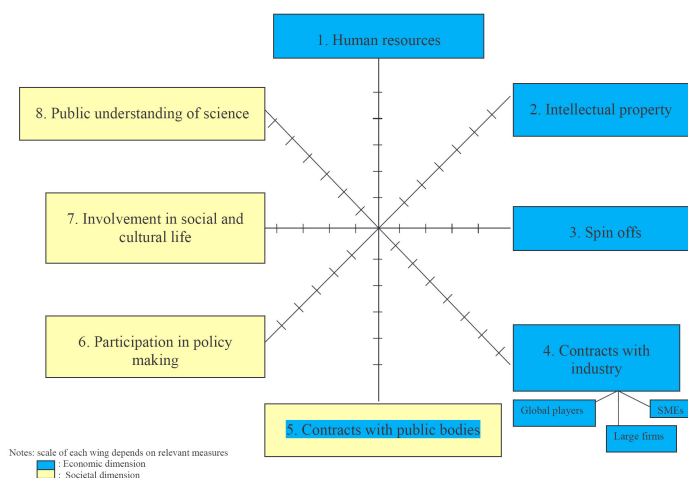 1. Human resources
8. Public understanding of science
2. Intellectual property
7. Involvement in social and
cultural life
3. Spin offs
6. Participation in policy
making
4. Contracts with
industry
Global players
SMEs
Large firms
5. Contracts with public bodies
Notes: scale of each wing depends on relevant measures
: Economic dimension
: Societal dimension